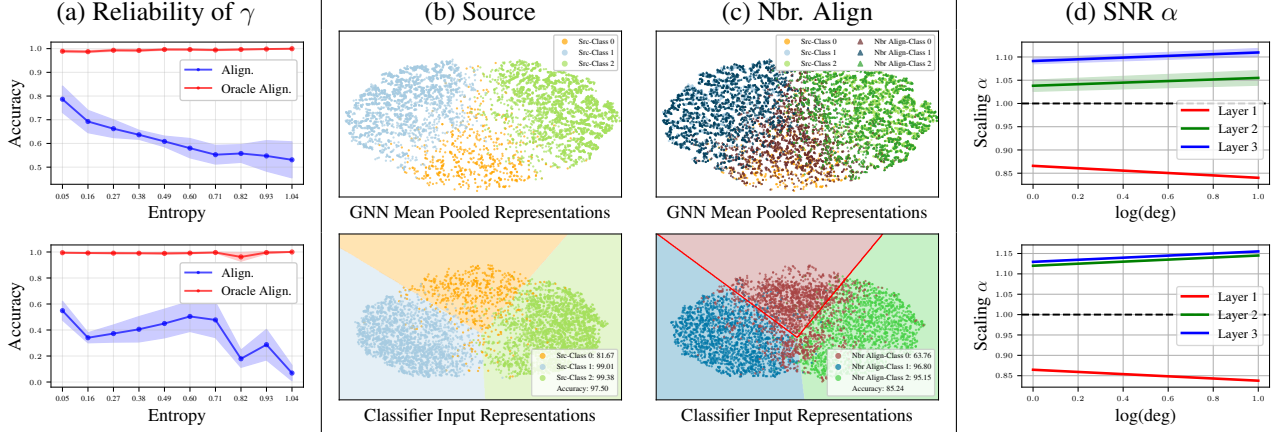 (a) Reliability of γ
Accuracy
1.0
0.9
0.8
0.7
0.6
0.5
Align.
Oracle Align.
0.05 0.16 0.27 0.38 0.49 0.60 0.71 0.82 0.93 1.04
Entropy
Accuracy
1.0
0.8
0.6
0.4
0.2
0.0
Align.
Oracle Align.
0.05 0.16 0.27 0.38 0.49 0.60 0.71 0.82 0.93 1.04
Entropy
(b) Source
Src-Class 0
Src-Class 1
Src-Class 2
GNN Mean Pooled Representations
Src-Class 0: 81.67
Src-Class 1: 99.01
Src-Class 2: 99.38
Accuracy: 97.50
Classifier Input Representations
(c) Nbr. Align
Src-Class 0 Nbr Align-Class 0
Src-Class 1 Nbr Align-Class 1
Src-Class 2 Nbr Align-Class 2
GNN Mean Pooled Representations
Nbr Align-Class 0: 63.76
Nbr Align-Class 1: 96.80
Nbr Align-Class 2: 95.15
Accuracy: 85.24
Classifier Input Representations
(d) SNR α
Scaling α
1.10
1.05
1.00
0.95
0.90
0.85
Layer 1
Layer 2
Layer 3
0.0 0.2 0.4 0.6 0.8 1.0
log(deg)
Scaling α
1.15
1.10
1.05
1.00
0.95
0.90
0.85
Layer 1
Layer 2
Layer 3
0.0 0.2 0.4 0.6 0.8 1.0
log(deg)